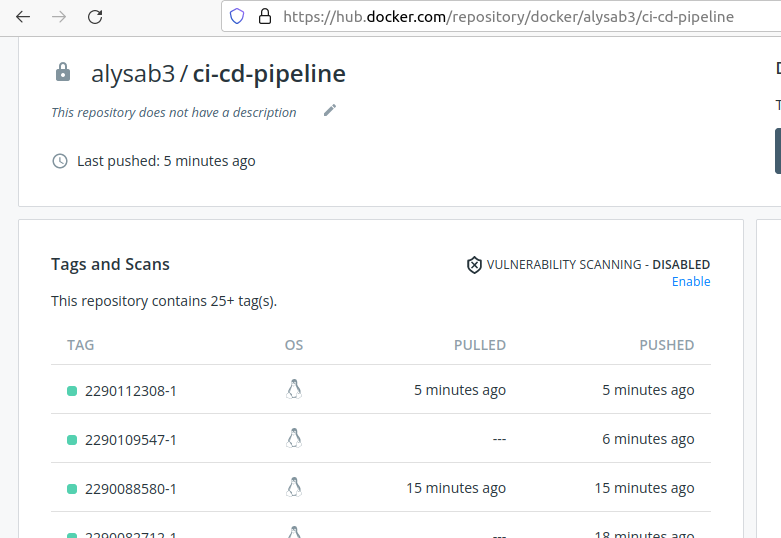 https://hub.docker.com/repository/docker/alysab3/ci-cd-pipeline
alysab3 / ci-cd-pipeline
This repository does not have a description
Last pushed: 5 minutes ago
Tags and Scans
VULNERABILITY SCANNING - DISABLED
Enable
This repository contains 25+ tag(s).
TAG OS PULLED PUSHED
2290112308-1 5 minutes ago 5 minutes ago
2290109547-1 --- 6 minutes ago
2290088580-1 15 minutes ago 15 minutes ago
2290082712-1 --- 18 minutes ago